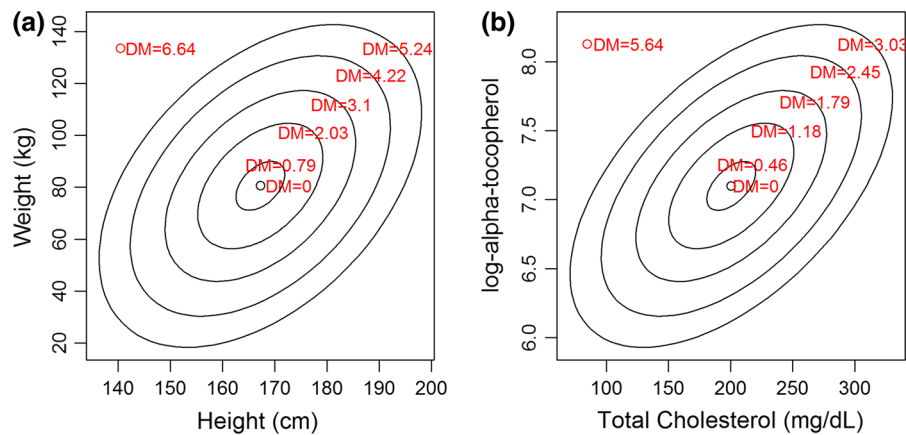 (a)
DM=6.64
DM=5.24
DM=4.22
DM=3.1
DM=2.03
DM=0.79
DM=0
140
120
100
80
60
40
20
Weight (kg)
140 150 160 170 180 190 200
Height (cm)
(b)
DM=5.64
DM=3.03
DM=2.45
DM=1.79
DM=1.18
DM=0.46
DM=0
8.0
7.5
7.0
6.5
6.0
log-alpha-tocopherol
100 150 200 250 300
Total Cholesterol (mg/dL)